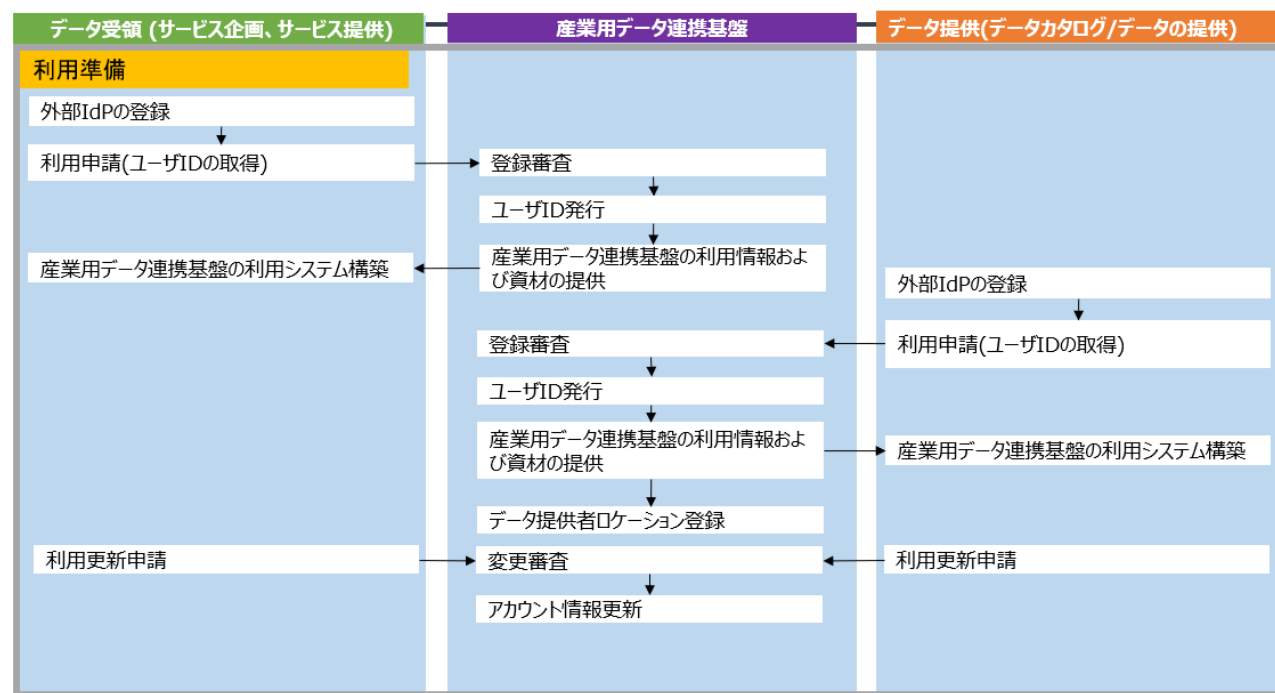 データ受領 (サービス企画、サービス提供)
産業用データ連携基盤
データ提供(データカタログ/データの提供)
利用準備
外部IdPの登録
利用申請(ユーザIDの取得)
登録審査
ユーザID発行
産業用データ連携基盤の利用情報およ
び資材の提供
産業用データ連携基盤の利用システム構築
外部IdPの登録
利用申請(ユーザIDの取得)
登録審査
ユーザID発行
産業用データ連携基盤の利用情報およ
び資材の提供
産業用データ連携基盤の利用システム構築
データ提供者ロケーション登録
利用更新申請
変更審査
利用更新申請
アカウント情報更新